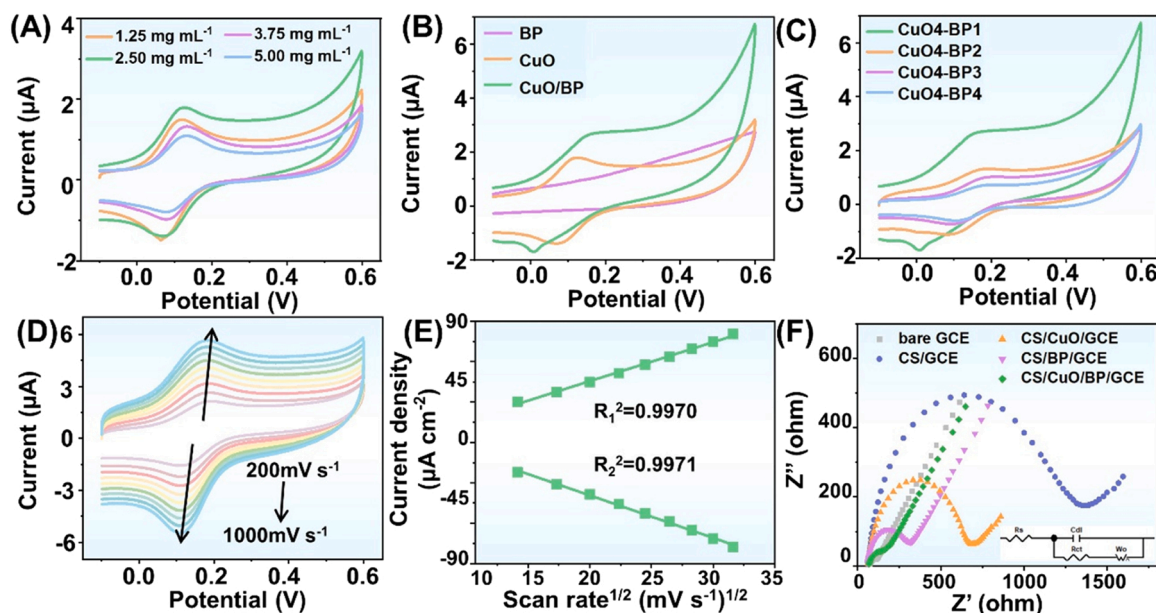 (A)
1.25 mg mL⁻¹
3.75 mg mL⁻¹
2.50 mg mL⁻¹
5.00 mg mL⁻¹
Current (µA)
4
2
0
-2
0.0
0.2
0.4
0.6
Potential (V)
(B)
BP
CuO
CuO/BP
Current (µA)
6
4
2
0
-2
0.0
0.2
0.4
0.6
Potential (V)
(C)
CuO4-BP1
CuO4-BP2
CuO4-BP3
CuO4-BP4
Current (µA)
6
4
2
0
-2
0.0
0.2
0.4
0.6
Potential (V)
(D)
Current (µA)
6
3
0
-3
-6
200mV s⁻¹
1000mV s⁻¹
0.0
0.2
0.4
0.6
Potential (V)
(E)
Current density
(µA cm⁻²)
90
45
0
-45
-90
R₁²=0.9970
R₂²=0.9971
10
15
20
25
30
35
Scan rate¹ᐟ² (mV s⁻¹)¹ᐟ²
(F)
bare GCE
CS/CuO/GCE
CS/GCE
CS/BP/GCE
CS/CuO/BP/GCE
Z'' (ohm)
600
400
200
0
Rs
Cdl
Rct
Wo
0
500
1000
1500
Z' (ohm)